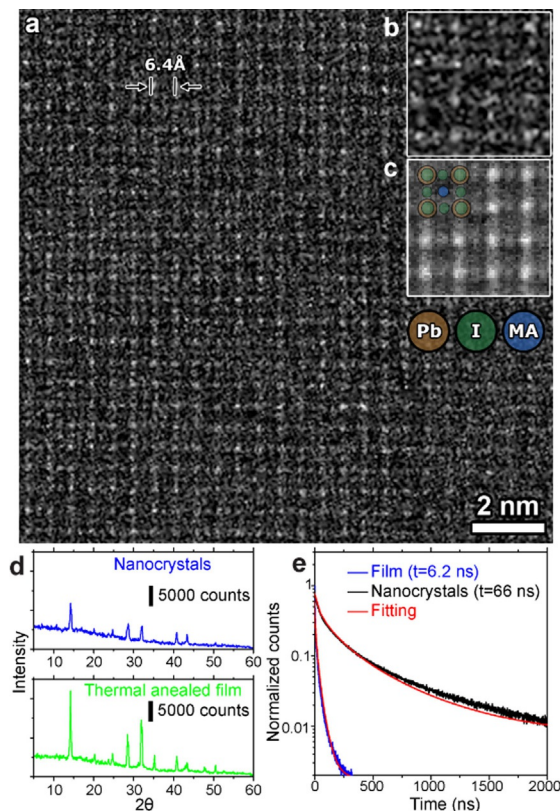 a
6.4Å
b
c
Pb I MA
2 nm
d
Nanocrystals
5000 counts
10 20 30 40 50 60
Thermal anealed film
5000 counts
10 20 30 40 50 60
Intensity
2θ
e
Film (t=6.2 ns)
Nanocrystals (t=66 ns)
Fitting
Normalized counts
1
0.1
0.01
0 500 1000 1500 2000
Time (ns)